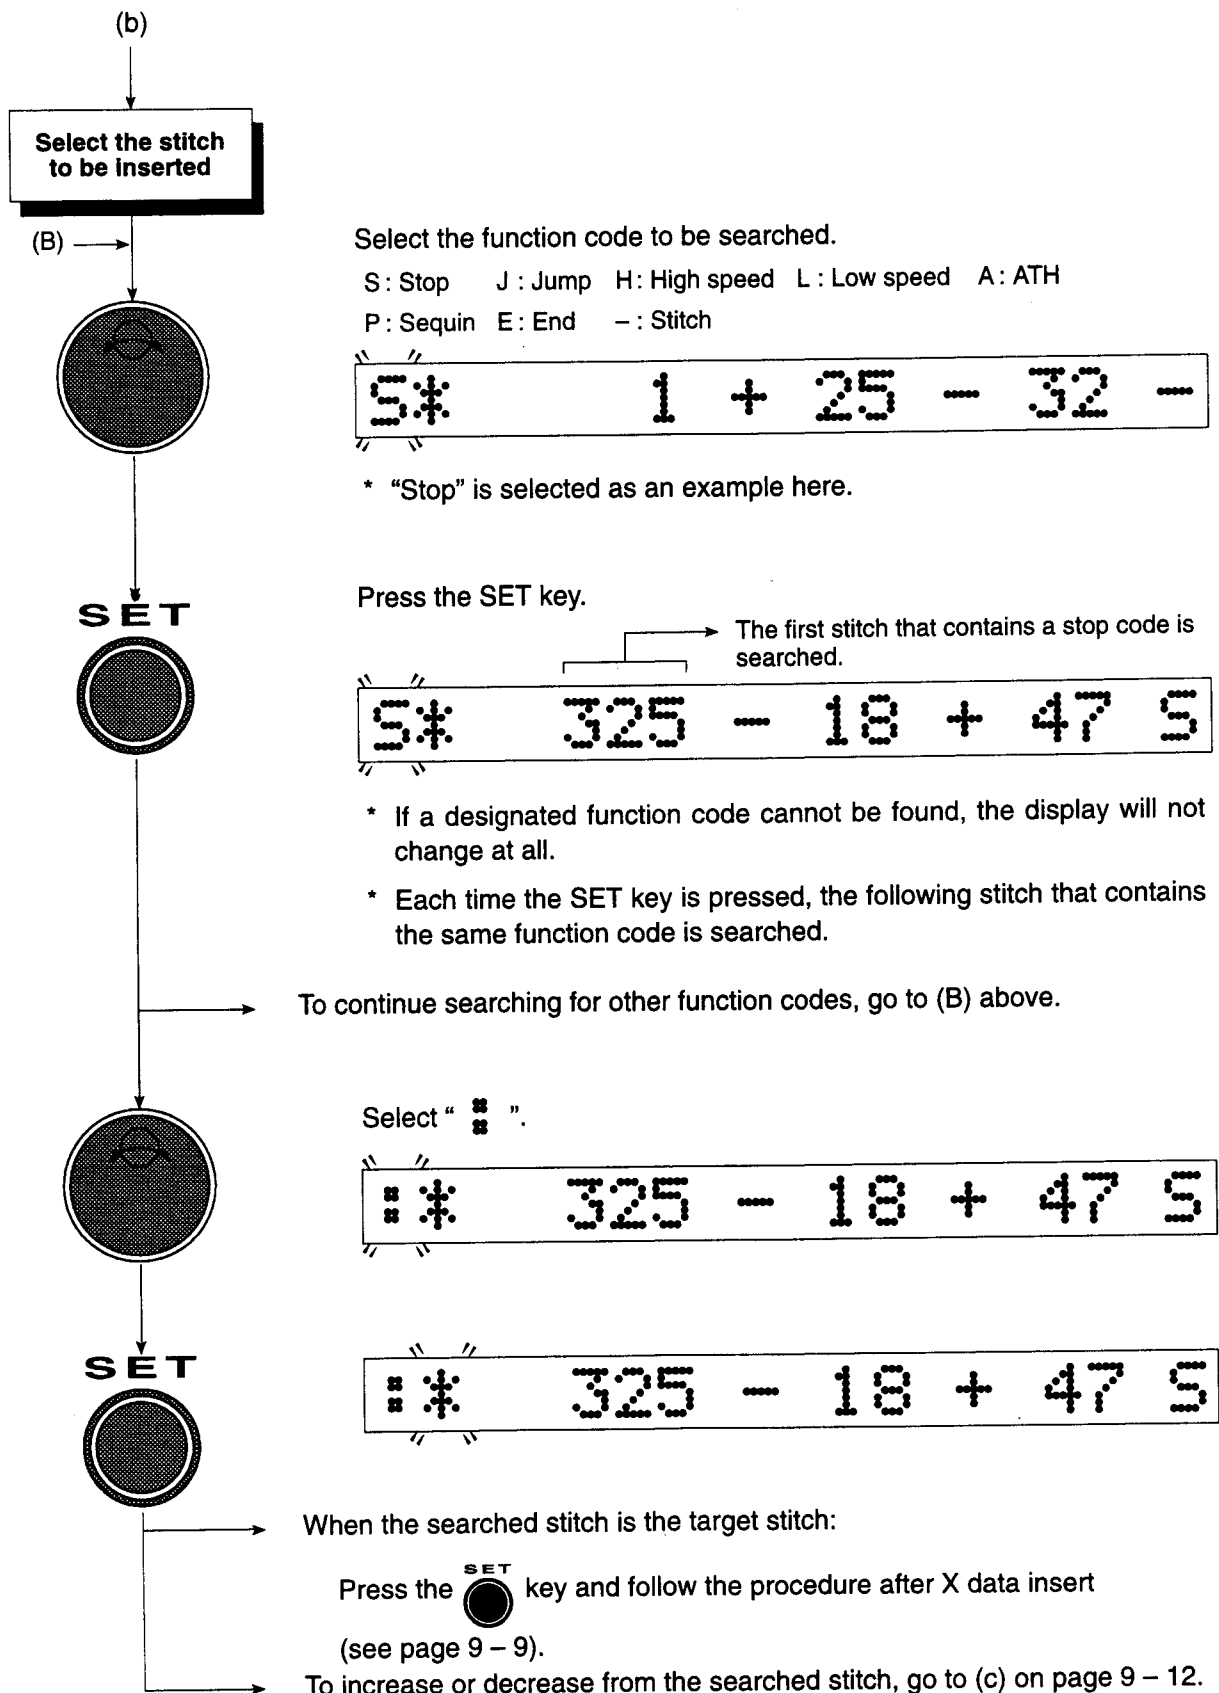 (b)
Select the stitch
to be inserted
(B)
Select the function code to be searched.
S : Stop J : Jump H : High speed L : Low speed A : ATH
P : Sequin E : End – : Stitch
S* 1 + 25 - 32 -
* “Stop” is selected as an example here.
SET
Press the SET key.
The first stitch that contains a stop code is
searched.
S* 325 - 18 + 47 S
* If a designated function code cannot be found, the display will not
change at all.
* Each time the SET key is pressed, the following stitch that contains
the same function code is searched.
To continue searching for other function codes, go to (B) above.
Select “ : ”.
:* 325 - 18 + 47 S
SET
:* 325 - 18 + 47 S
When the searched stitch is the target stitch:
SET
Press the key and follow the procedure after X data insert
(see page 9 – 9).
To increase or decrease from the searched stitch, go to (c) on page 9 – 12.